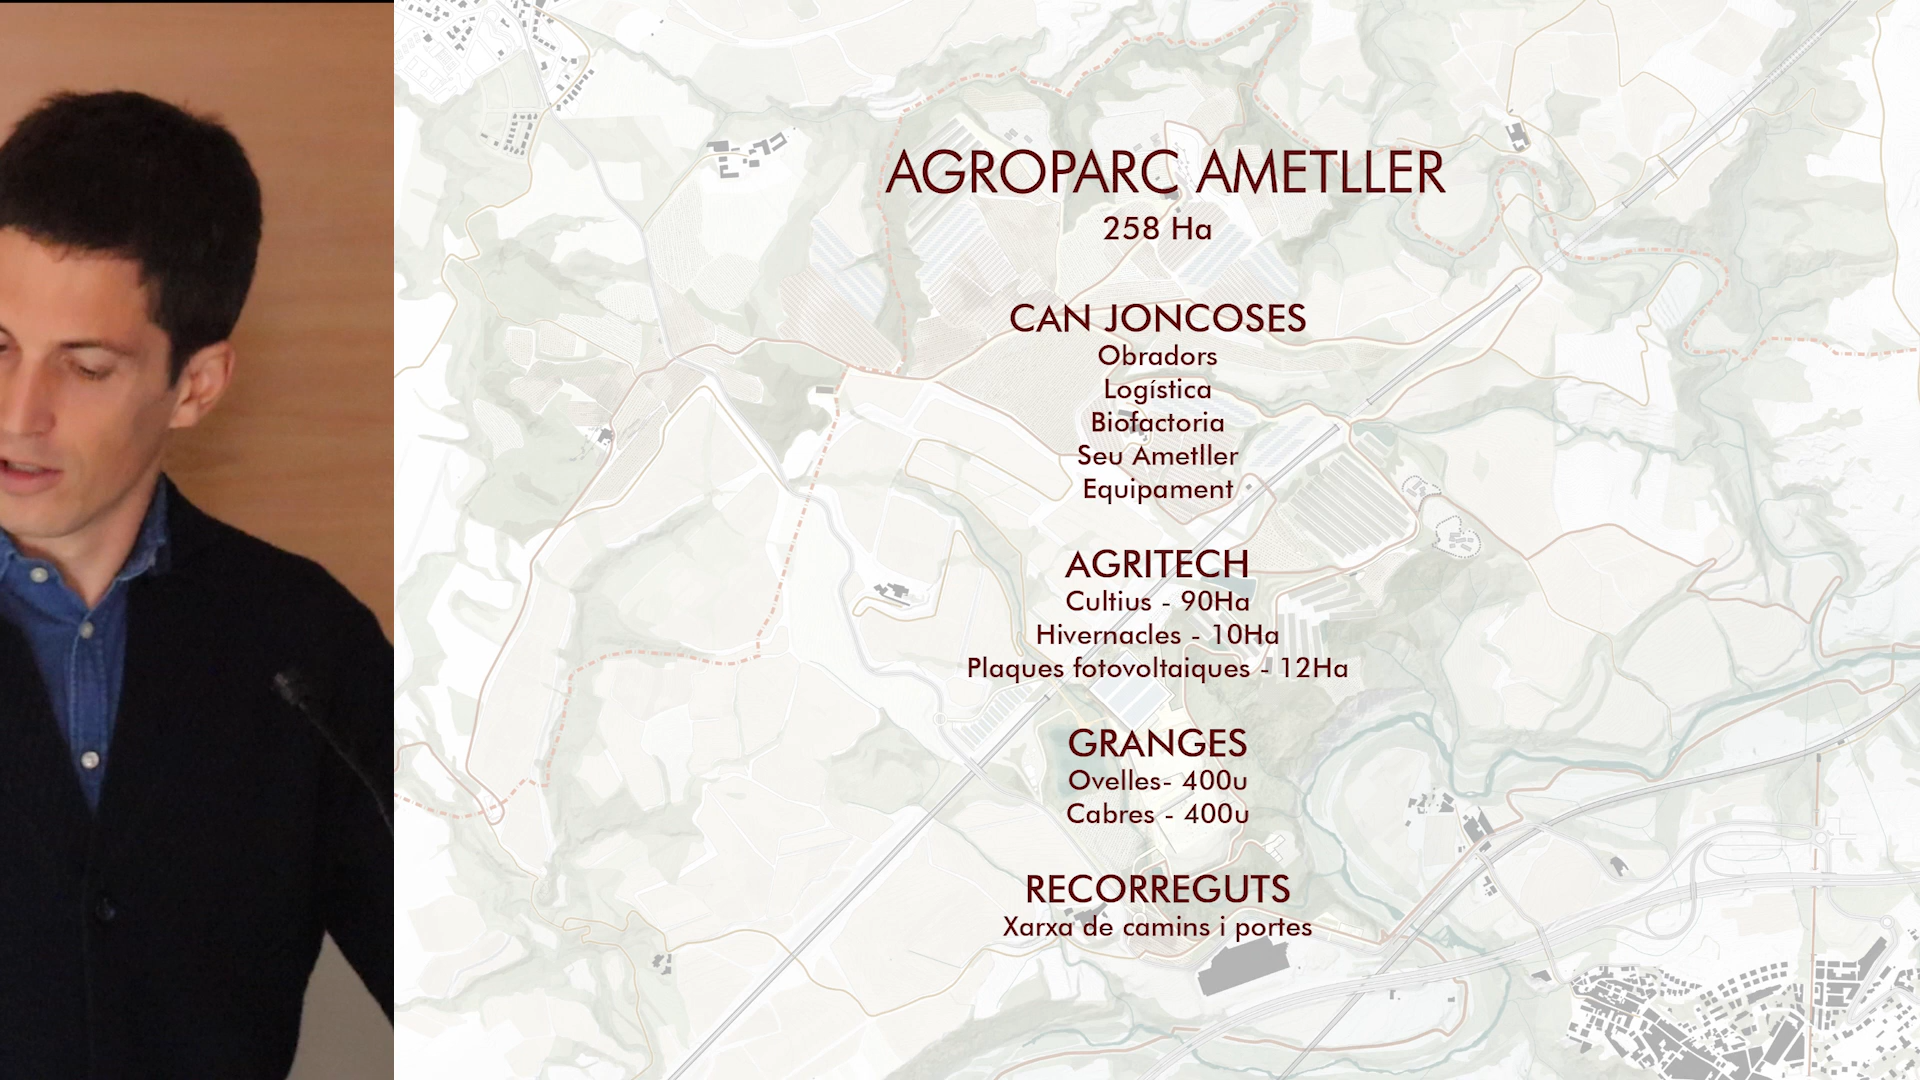 AGROPARC AMETLLER
258 Ha
CAN JONCOSES
Obradors
Logística
Biofactoria
Seu Ametller
Equipament
AGRITECH
Cultius - 90Ha
Hivernacles - 10Ha
Plaques fotovoltaiques - 12Ha
GRANGES
Ovelles- 400u
Cabres - 400u
RECORREGUTS
Xarxa de camins i portes